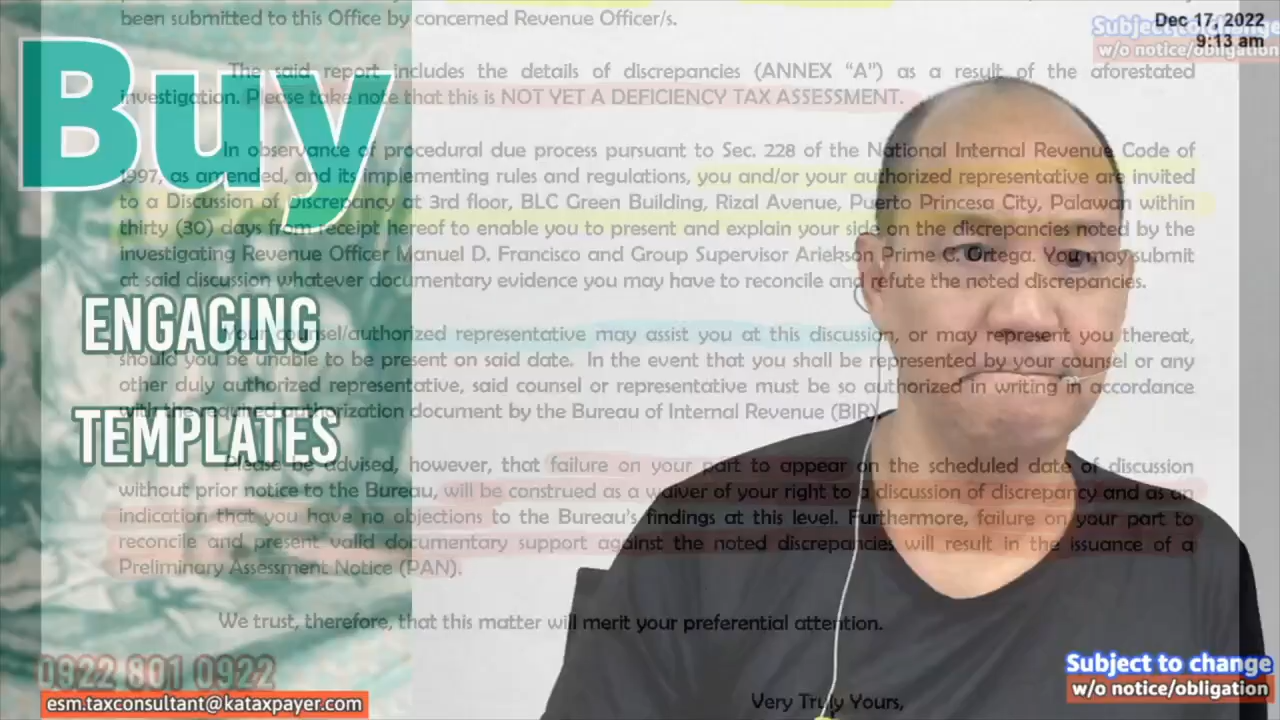 been submitted to this Office by concerned Revenue Officer/s.
Subject to change
w/o notice/obligation
Dec 17, 2022
9:13 am
Buy
The said report includes the details of discrepancies (ANNEX “A”) as a result of the aforestated
investigation. Please take note that this is NOT YET A DEFICIENCY TAX ASSESSMENT.
In observance of procedural due process pursuant to Sec. 228 of the National Internal Revenue Code of
1997, as amended, and its implementing rules and regulations, you and/or your authorized representative are invited
to a Discussion of Discrepancy at 3rd floor, BLC Green Building, Rizal Avenue, Puerto Princesa City, Palawan within
thirty (30) days from receipt hereof to enable you to present and explain your side on the discrepancies noted by the
investigating Revenue Officer Manuel D. Francisco and Group Supervisor Ariekson Prime C. Ortega. You may submit
at said discussion whatever documentary evidence you may have to reconcile and refute the noted discrepancies.
ENGAGING
Your counsel/authorized representative may assist you at this discussion, or may represent you thereat,
should you be unable to be present on said date. In the event that you shall be represented by your counsel or any
other duly authorized representative, said counsel or representative must be so authorized in writing in accordance
with the required authorization document by the Bureau of Internal Revenue (BIR)
TEMPLATES
Please be advised, however, that failure on your part to appear on the scheduled date of discussion
without prior notice to the Bureau, will be construed as a waiver of your right to a discussion of discrepancy and as an
indication that you have no objections to the Bureau's findings at this level. Furthermore, failure on your part to
reconcile and present valid documentary support against the noted discrepancies will result in the issuance of a
Preliminary Assessment Notice (PAN).
We trust, therefore, that this matter will merit your preferential attention.
0922 801 0922
esm.taxconsultant@kataxpayer.com
Very Truly Yours,
Subject to change
w/o notice/obligation